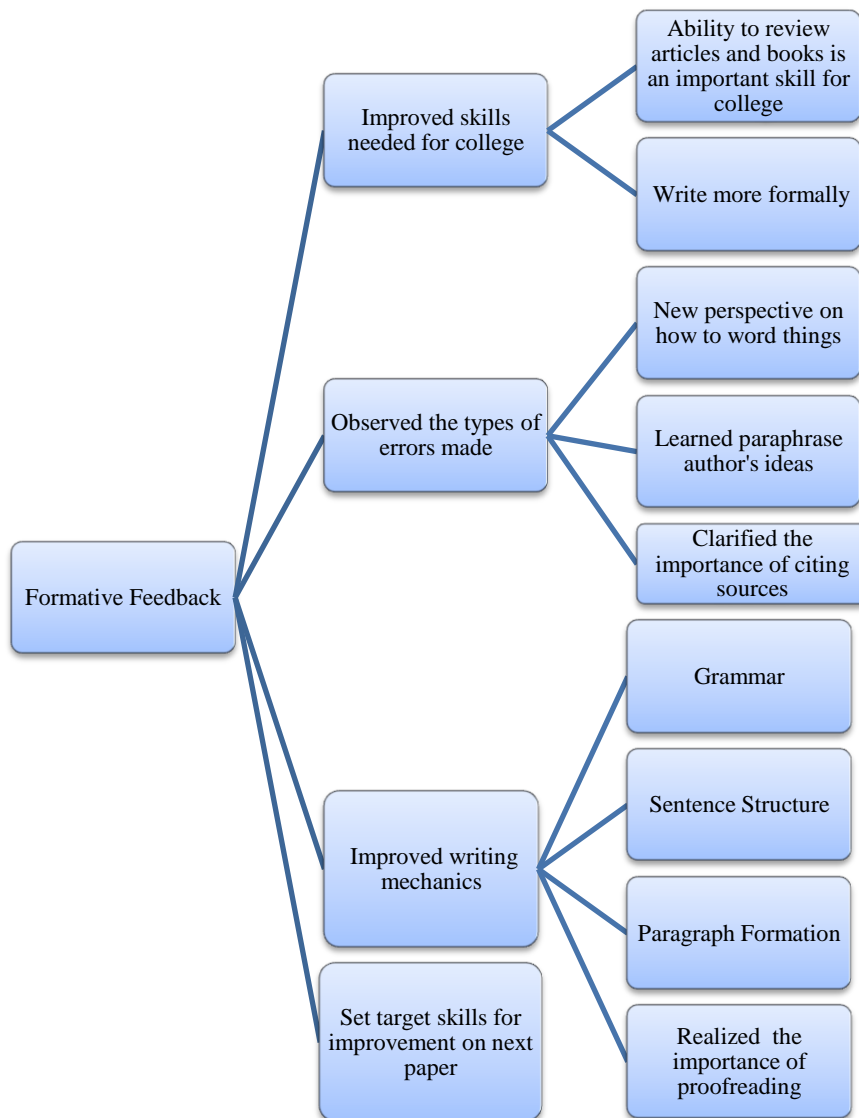 Formative Feedback
Improved skills
needed for college
Ability to review
articles and books is
an important skill for
college
Write more formally
Observed the types of
errors made
New perspective on
how to word things
Learned paraphrase
author's ideas
Clarified the
importance of citing
sources
Improved writing
mechanics
Grammar
Sentence Structure
Paragraph Formation
Realized the
importance of
proofreading
Set target skills for
improvement on next
paper